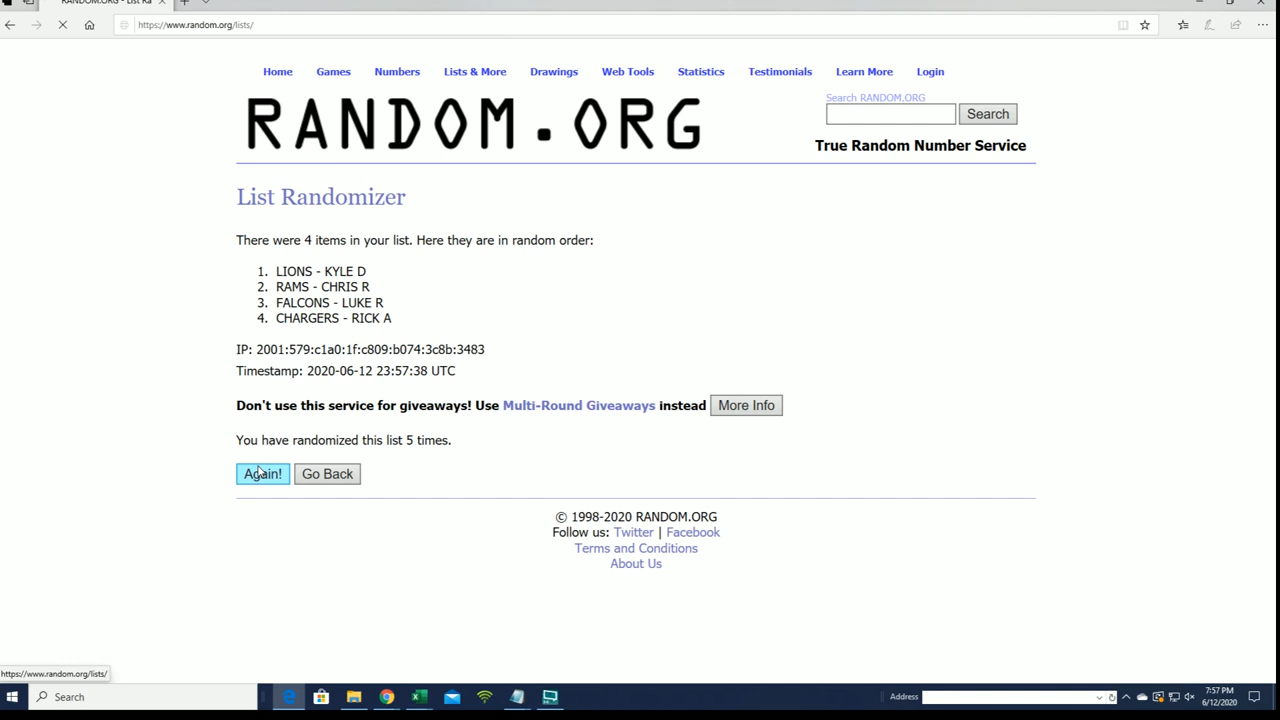 RANDOM.ORG - List Ra
https://www.random.org/lists/
Home Games Numbers Lists & More Drawings Web Tools Statistics Testimonials Learn More Login
Search RANDOM.ORG
RANDOM.ORG
Search
True Random Number Service
List Randomizer
There were 4 items in your list. Here they are in random order:
1. LIONS - KYLE D
2. RAMS - CHRIS R
3. FALCONS - LUKE R
4. CHARGERS - RICK A
IP: 2001:579:c1a0:1f:c809:b074:3c8b:3483
Timestamp: 2020-06-12 23:57:38 UTC
Don't use this service for giveaways! Use Multi-Round Giveaways instead More Info
You have randomized this list 5 times.
Again! Go Back
© 1998-2020 RANDOM.ORG
Follow us: Twitter | Facebook
Terms and Conditions
About Us
https://www.random.org/lists/
Search
Address
7:57 PM
6/12/2020